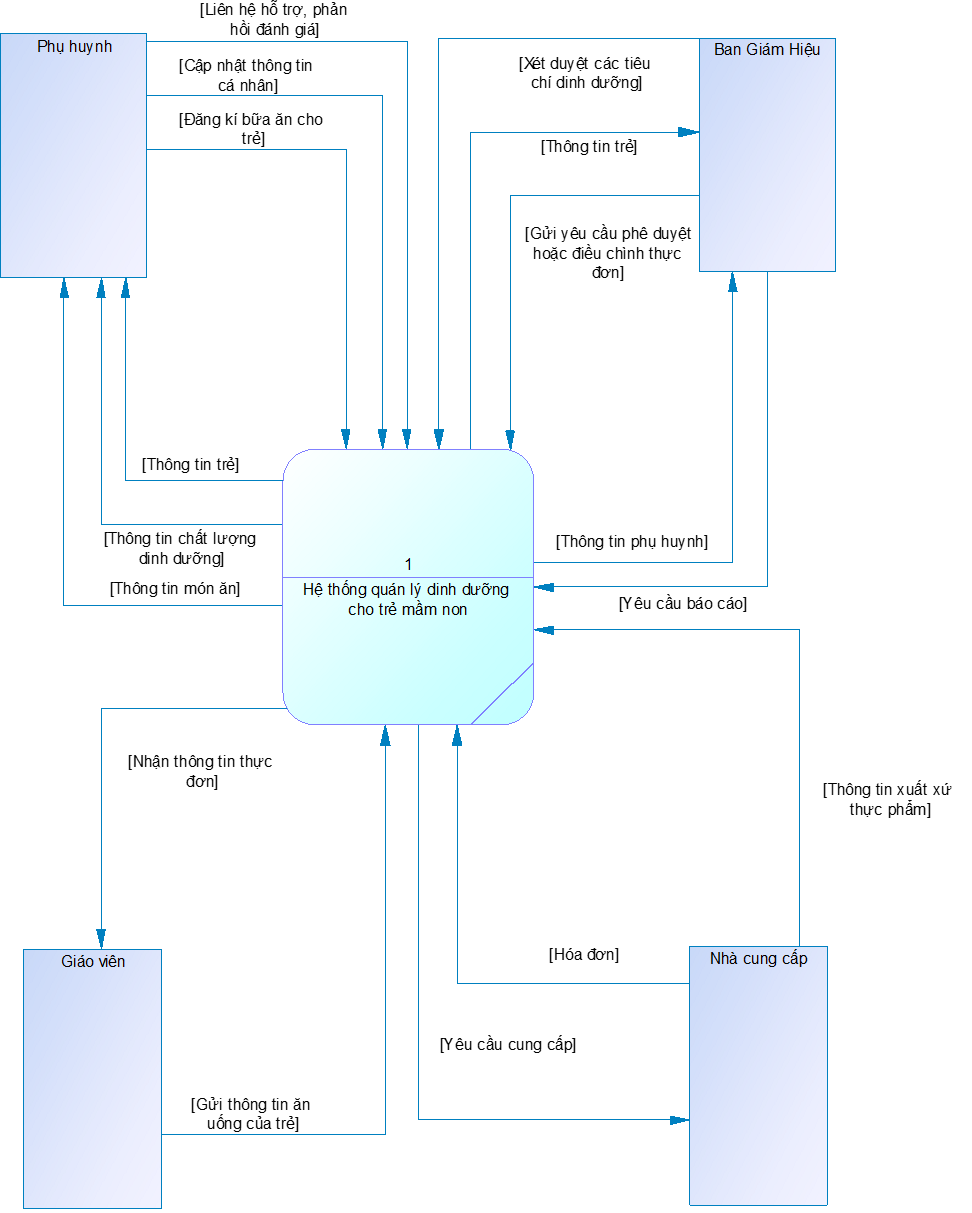 [Liên hệ hỗ trợ, phản
hồi đánh giá]
Phụ huynh
[Cập nhật thông tin
cá nhân]
[Đăng kí bữa ăn cho
trẻ]
Ban Giám Hiệu
[Xét duyệt các tiêu
chí dinh dưỡng]
[Thông tin trẻ]
[Gửi yêu cầu phê duyệt
hoặc điều chình thực
đơn]
[Thông tin trẻ]
[Thông tin chất lượng
dinh dưỡng]
[Thông tin món ăn]
1
Hệ thống quán lý dinh dưỡng
cho trẻ mầm non
[Thông tin phụ huynh]
[Yêu cầu báo cáo]
[Nhận thông tin thực
đơn]
[Thông tin xuất xứ
thực phẩm]
Giáo viên
[Hóa đơn]
Nhà cung cấp
[Yêu cầu cung cấp]
[Gửi thông tin ăn
uống của trẻ]